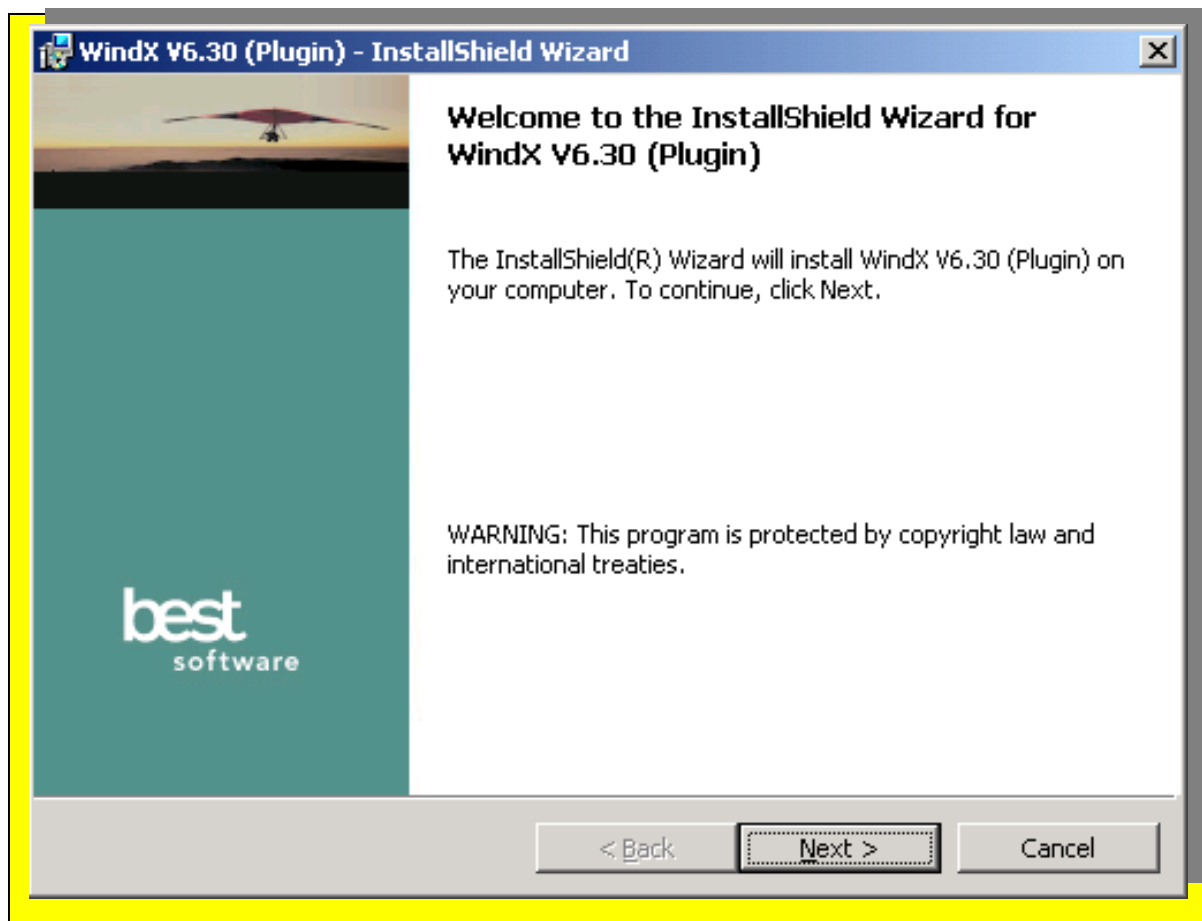 WindX V6.30 (Plugin) - InstallShield Wizard
Welcome to the InstallShield Wizard for
WindX V6.30 (Plugin)
The InstallShield(R) Wizard will install WindX V6.30 (Plugin) on
your computer. To continue, click Next.
WARNING: This program is protected by copyright law and
international treaties.
best
software
< Back
Next >
Cancel